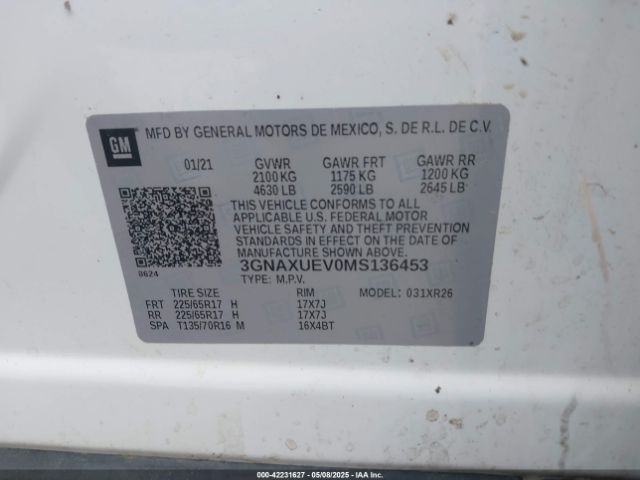 GM
MFD BY GENERAL MOTORS DE MEXICO, S. DE R.L. DE C.V.
01/21 GVWR GAWR FRT GAWR RR
2100 KG 1175 KG 1200 KG
4630 LB 2590 LB 2645 LB
THIS VEHICLE CONFORMS TO ALL
APPLICABLE U.S. FEDERAL MOTOR
VEHICLE SAFETY AND THEFT PREVENTION
STANDARDS IN EFFECT ON THE DATE OF
MANUFACTURE SHOWN ABOVE.
8624
3GNAXUEV0MS136453
TYPE: M.P.V.
TIRE SIZE RIM MODEL: 031XR26
FRT 225/65R17 H 17X7J
RR 225/65R17 H 17X7J
SPA T135/70R16 M 16X4BT
000-42231627 - 05/08/2025 - IAA Inc.